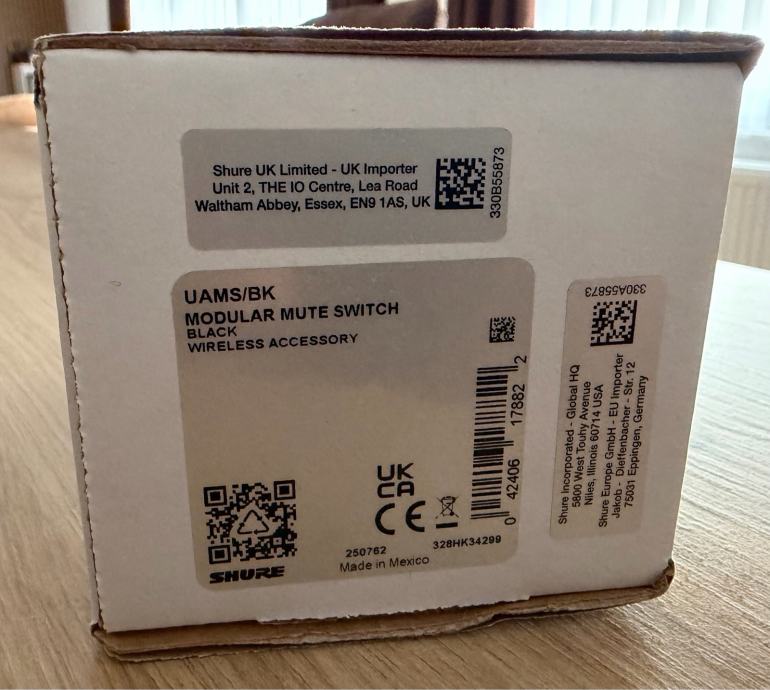 Shure UK Limited - UK Importer
Unit 2, THE IO Centre, Lea Road
Waltham Abbey, Essex, EN9 1AS, UK
330B55873
UAMS/BK
MODULAR MUTE SWITCH
BLACK
WIRELESS ACCESSORY
0 42406 17882 2
UK
CA
CE
SHURE
250762
328HK34299
Made in Mexico
330A55873
Shure Incorporated - Global HQ
5800 West Touhy Avenue
Niles, Illinois 60714 USA
Shure Europe GmbH - EU Importer
Jakob - Dieffenbacher - Str. 12
75031 Eppingen, Germany